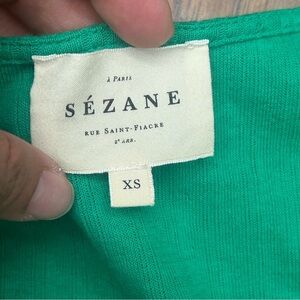 À PARIS
SÉZANE
RUE SAINT-FIACRE
2ᵉ ARR.
XS